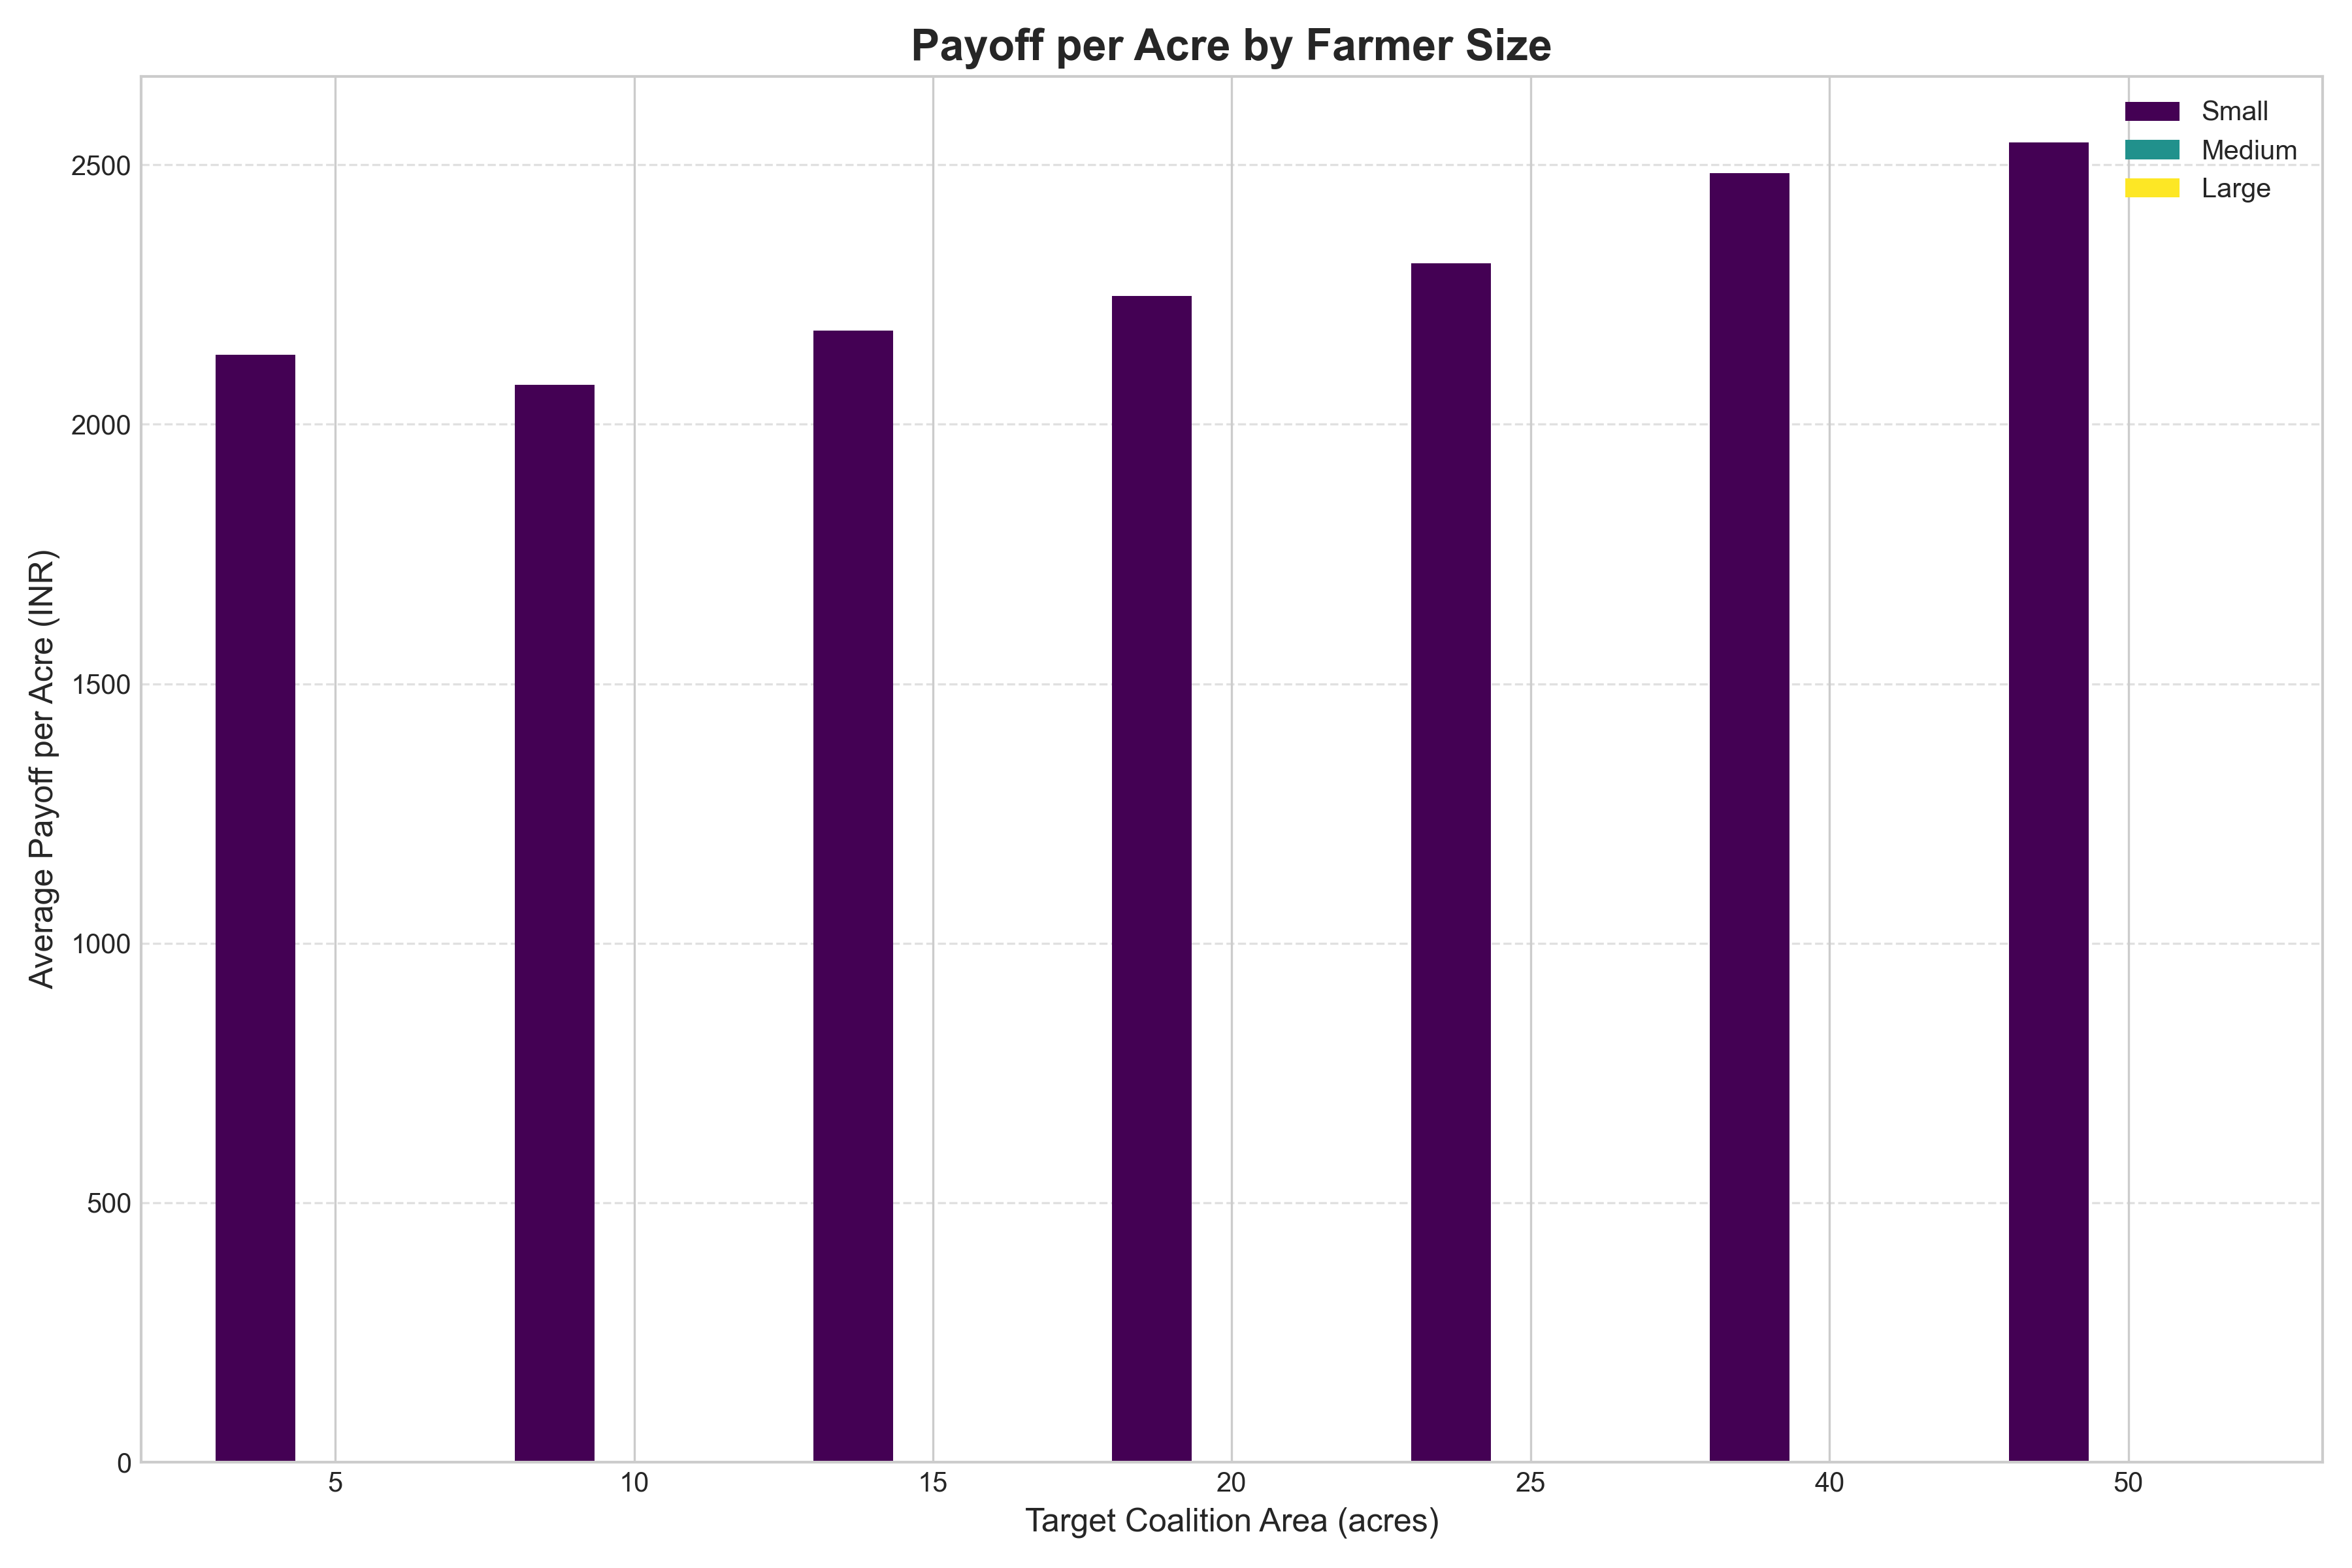 Payoff per Acre by Farmer Size
Small
Medium
Large
2500
2000
1500
1000
500
0
Average Payoff per Acre (INR)
5 10 15 20 25 40 50
Target Coalition Area (acres)